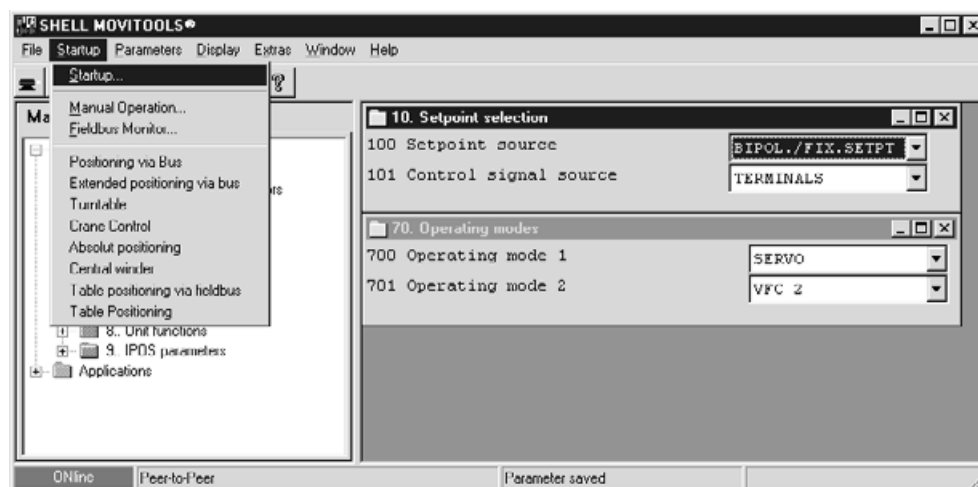 SHELL MOVITOOLS®
File Startup Parameters Display Extras Window Help
Startup...
Manual Operation...
Fieldbus Monitor...
Positioning via Bus
Extended positioning via bus
Turntable
Crane Control
Absolut positioning
Central winder
Table positioning via fieldbus
Table Positioning
Ma
rs
8.. Unit functions
9.. IPOS parameters
Applications
10. Setpoint selection
100 Setpoint source BIPOL./FIX.SETPT
101 Control signal source TERMINALS
70. Operating modes
700 Operating mode 1 SERVO
701 Operating mode 2 VFC 2
ONline Peer-to-Peer Parameter saved